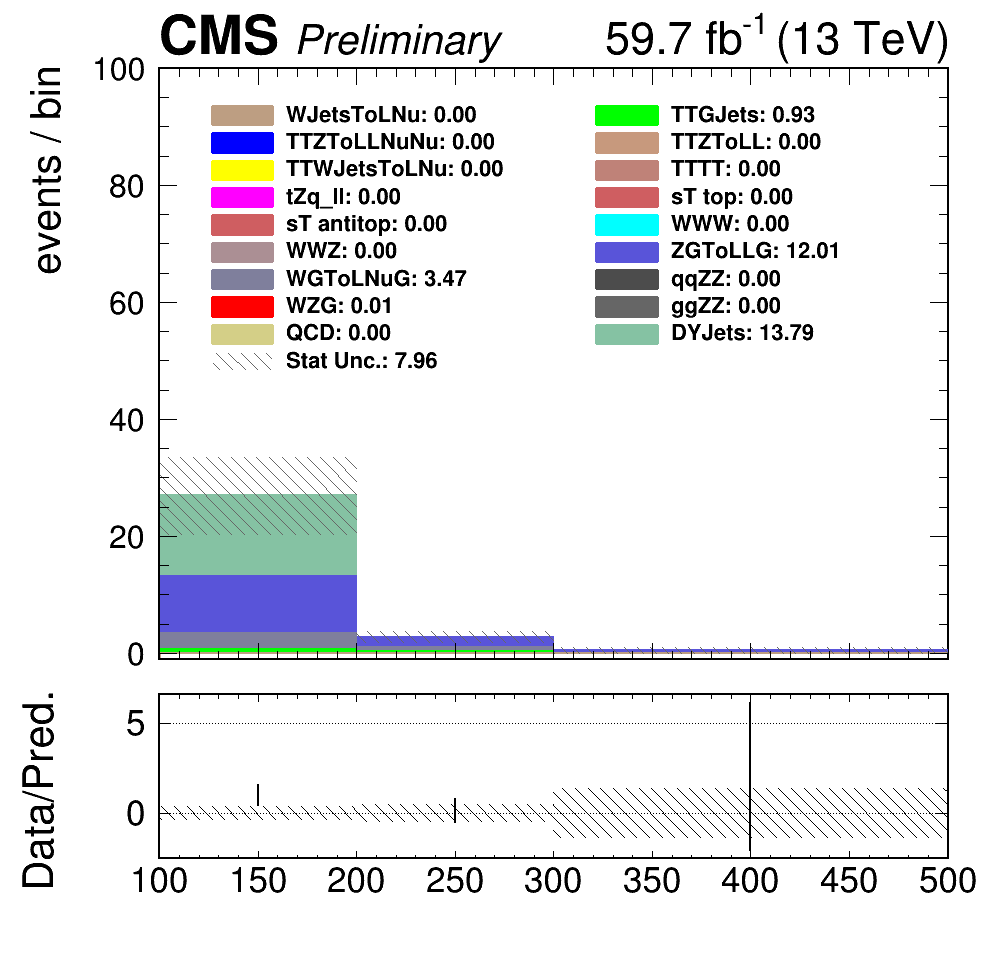 CMS Preliminary 59.7 fb-1 (13 TeV)
events / bin
100
80
60
40
20
0
WJetsToLNu: 0.00
TTZToLLNuNu: 0.00
TTWJetsToLNu: 0.00
tZq_ll: 0.00
sT antitop: 0.00
WWZ: 0.00
WGToLNuG: 3.47
WZG: 0.01
QCD: 0.00
Stat Unc.: 7.96
TTGJets: 0.93
TTZToLL: 0.00
TTTT: 0.00
sT top: 0.00
WWW: 0.00
ZGToLLG: 12.01
qqZZ: 0.00
ggZZ: 0.00
DYJets: 13.79
Data/Pred.
5
0
100 150 200 250 300 350 400 450 500